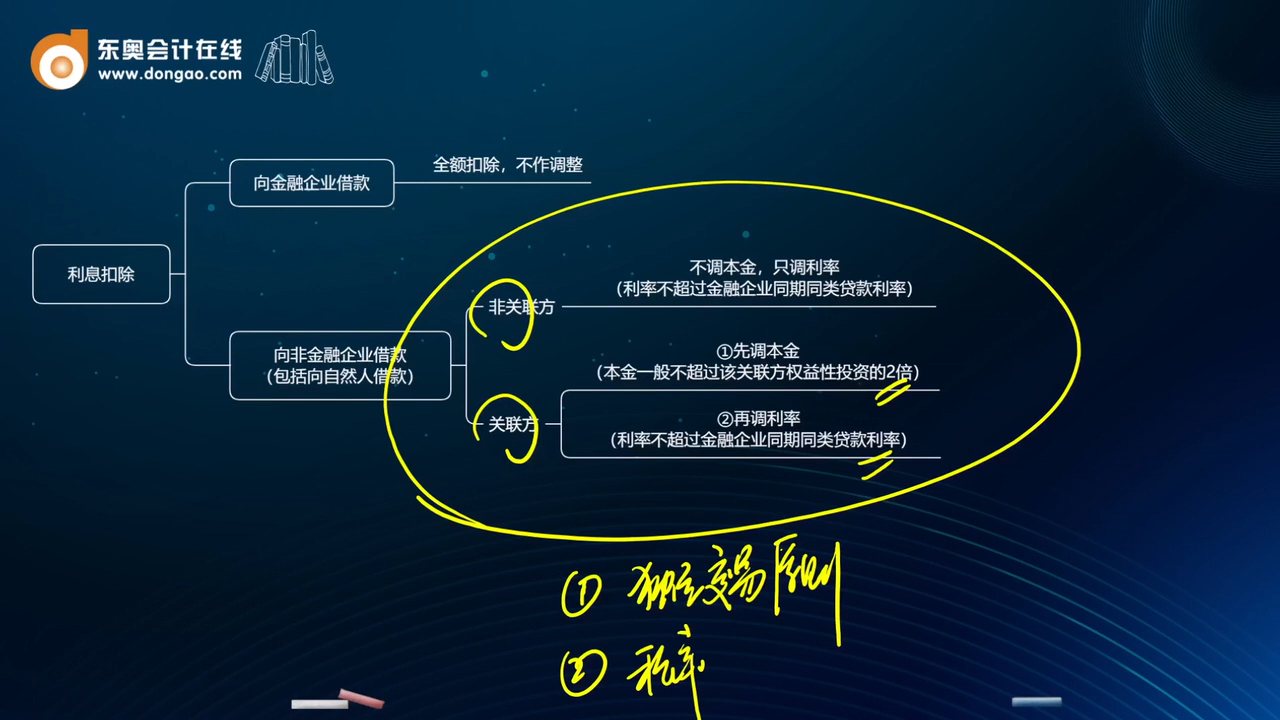 东奥会计在线
www.dongao.com
全额扣除，不作调整
向金融企业借款
利息扣除
不调本金，只调利率
（利率不超过金融企业同期同类贷款利率）
非关联方
向非金融企业借款
（包括向自然人借款）
①先调本金
（本金一般不超过该关联方权益性投资的2倍）
关联方
②再调利率
（利率不超过金融企业同期同类贷款利率）
① 独立交易原则
② 税率